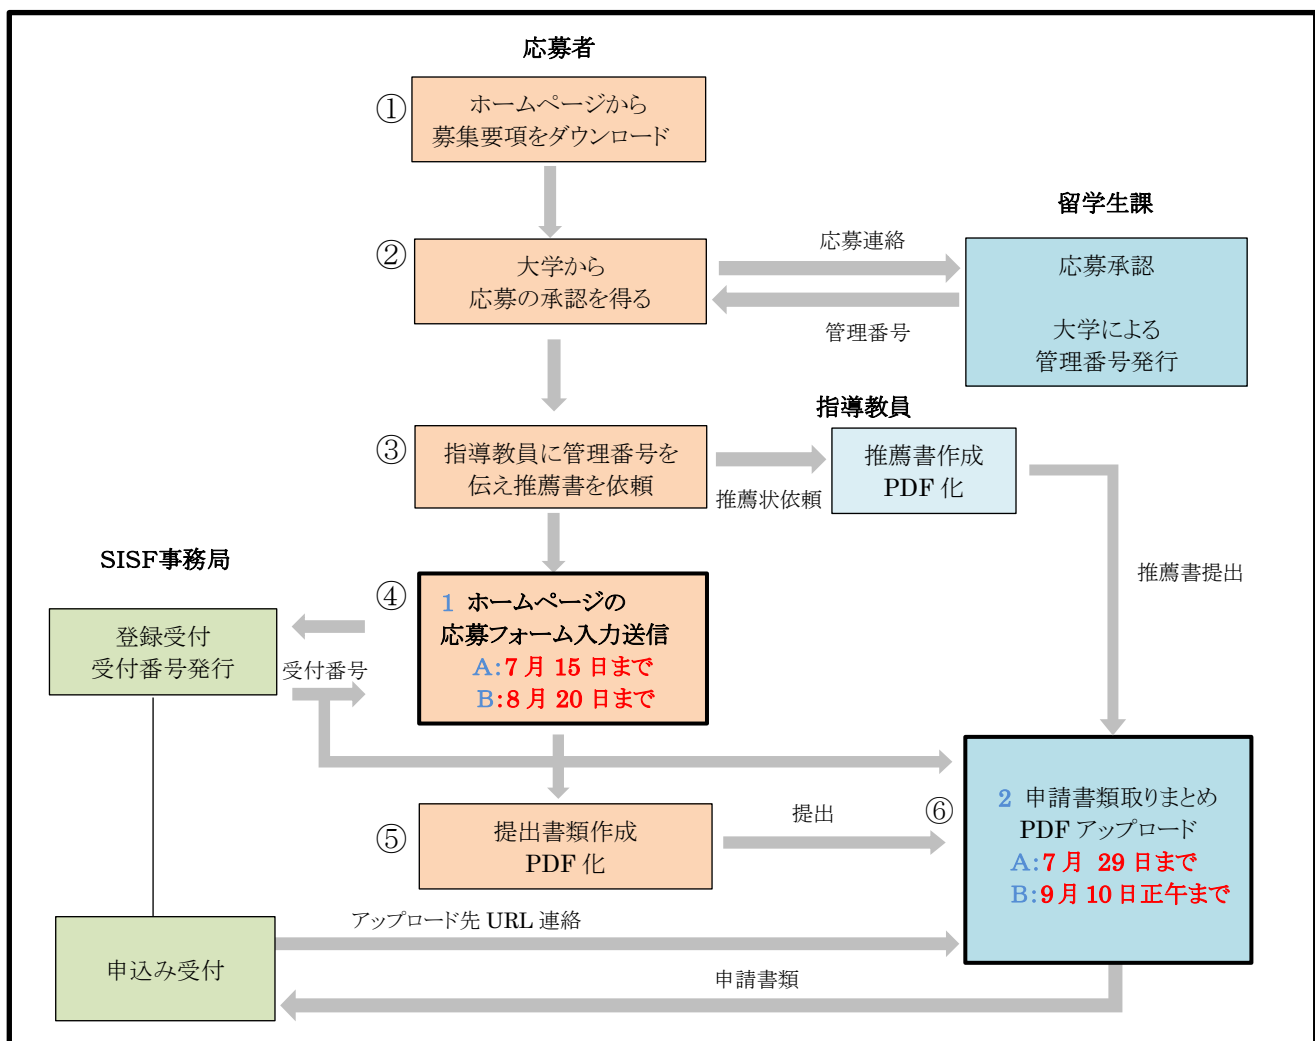 応募者
①
ホームページから
募集要項をダウンロード
留学生課
②
大学から
応募の承認を得る
応募連絡
管理番号
応募承認
大学による
管理番号発行
指導教員
③
指導教員に管理番号を
伝え推薦書を依頼
推薦状依頼
推薦書作成
PDF 化
推薦書提出
SISF事務局
登録受付
受付番号発行
受付番号
④
1 ホームページの
応募フォーム入力送信
A:7 月 15 日まで
B:8 月 20 日まで
⑤
提出書類作成
PDF 化
提出
⑥
2 申請書類取りまとめ
PDF アップロード
A:7 月 29 日まで
B:9 月 10 日正午まで
アップロード先 URL 連絡
申込み受付
申請書類